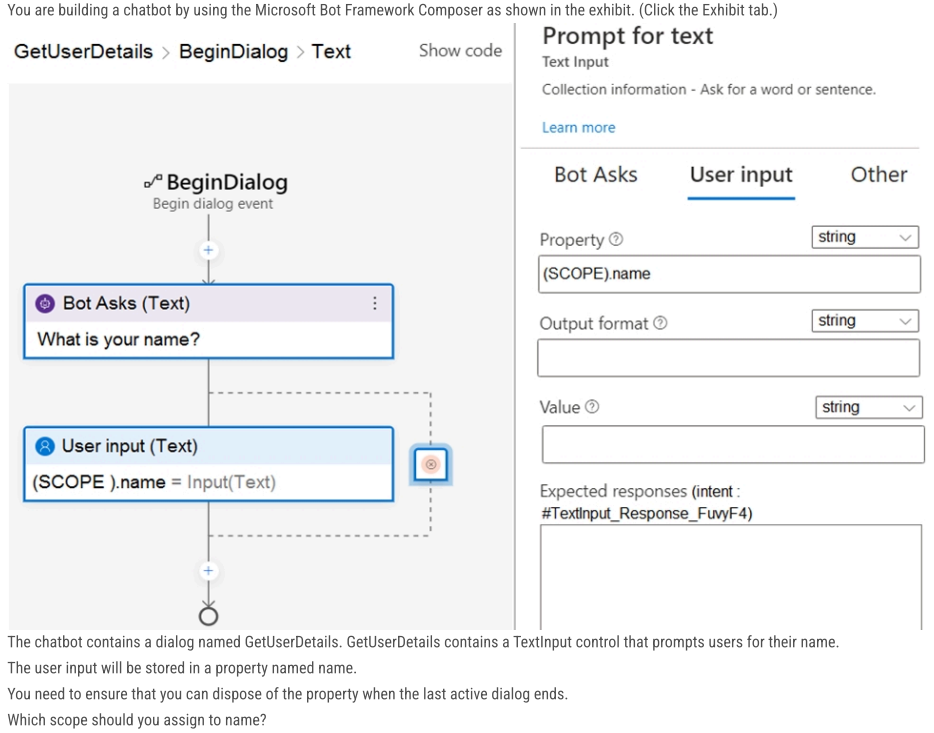 You are building a chatbot by using the Microsoft Bot Framework Composer as shown in the exhibit. (Click the Exhibit tab.)
GetUserDetails > BeginDialog > Text
Show code
BeginDialog
Begin dialog event
Bot Asks (Text)
What is your name?
User input (Text)
(SCOPE ).name = Input(Text)
Prompt for text
Text Input
Collection information - Ask for a word or sentence.
Learn more
Bot Asks User input Other
Property
string
(SCOPE).name
Output format
string
Value
string
Expected responses (intent :
#TextInput_Response_FuvyF4)
The chatbot contains a dialog named GetUserDetails. GetUserDetails contains a TextInput control that prompts users for their name.
The user input will be stored in a property named name.
You need to ensure that you can dispose of the property when the last active dialog ends.
Which scope should you assign to name?